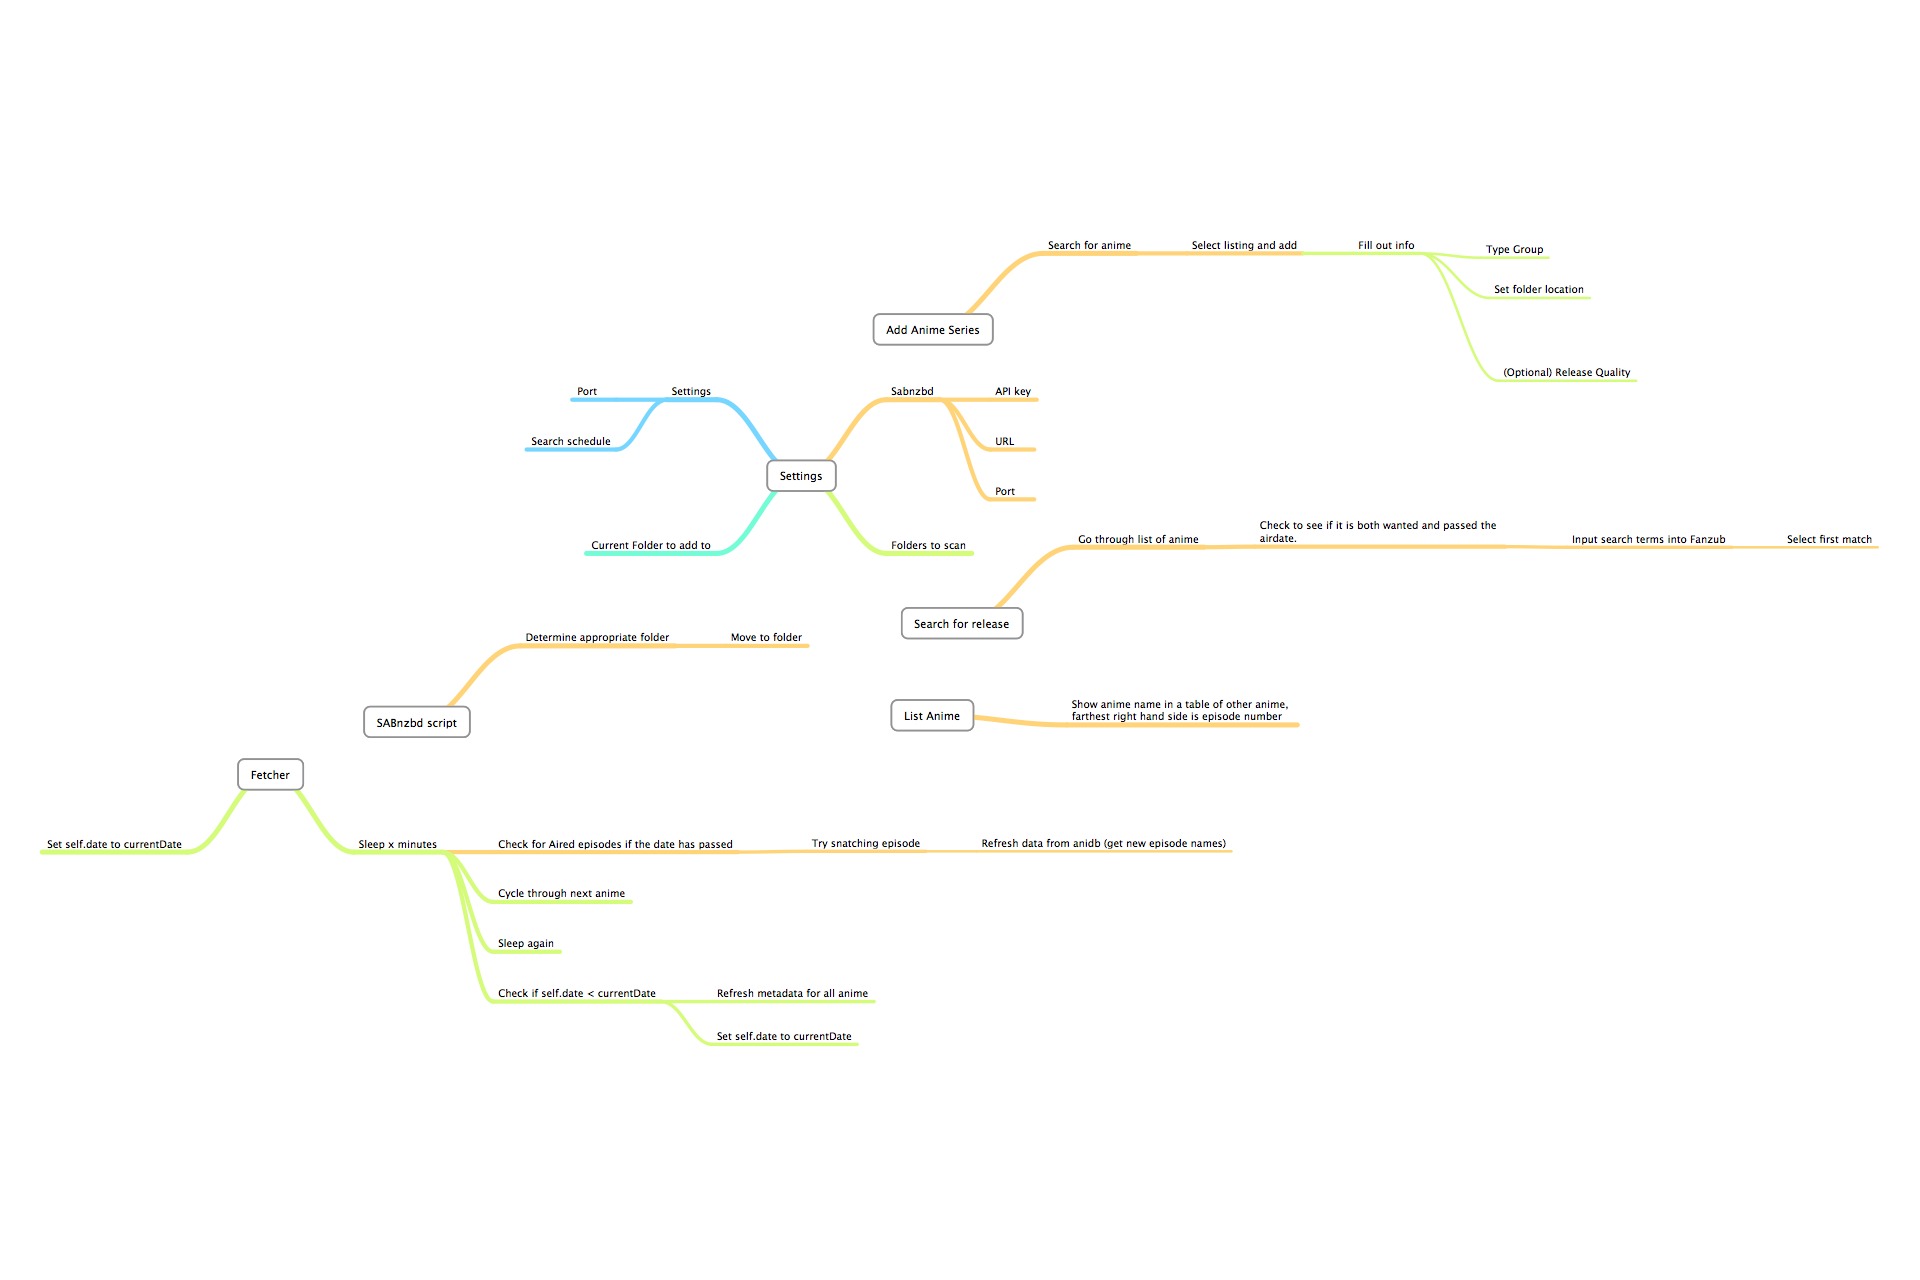 Search for anime
Select listing and add
Fill out info
Type Group
Set folder location
(Optional) Release Quality
Add Anime Series
Port
Settings
Search schedule
Sabnzbd
API key
URL
Port
Settings
Current Folder to add to
Folders to scan
Go through list of anime
Check to see if it is both wanted and passed the
airdate.
Input search terms into Fanzub
Select first match
Search for release
Determine appropriate folder
Move to folder
SABnzbd script
List Anime
Show anime name in a table of other anime,
farthest right hand side is episode number
Fetcher
Set self.date to currentDate
Sleep x minutes
Check for Aired episodes if the date has passed
Try snatching episode
Refresh data from anidb (get new episode names)
Cycle through next anime
Sleep again
Check if self.date < currentDate
Refresh metadata for all anime
Set self.date to currentDate